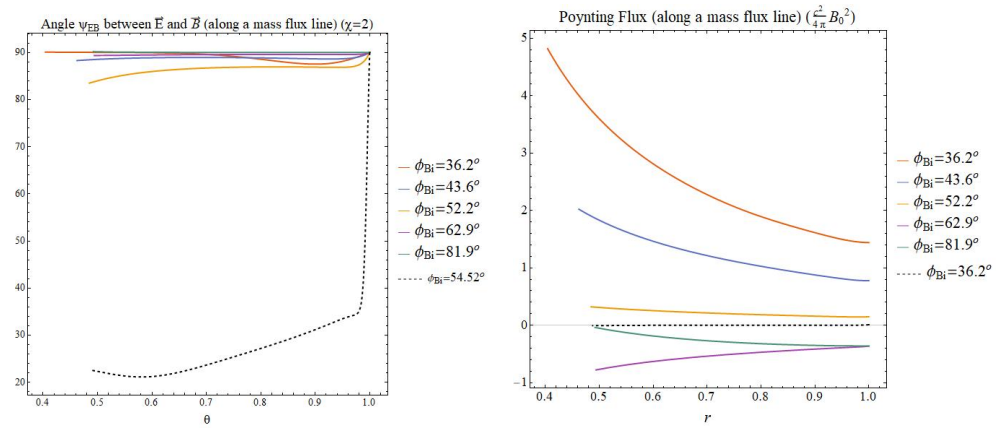 Angle ψEB between E⃗ and B⃗ (along a mass flux line) (χ=2)
90
80
70
60
50
40
30
20
0.4 0.5 0.6 0.7 0.8 0.9 1.0
θ
ϕBi=36.2°
ϕBi=43.6°
ϕBi=52.2°
ϕBi=62.9°
ϕBi=81.9°
ϕBi=54.52°
Poynting Flux (along a mass flux line) (ς²/4π B₀²)
5
4
3
2
1
0
−1
0.4 0.5 0.6 0.7 0.8 0.9 1.0
r
ϕBi=36.2°
ϕBi=43.6°
ϕBi=52.2°
ϕBi=62.9°
ϕBi=81.9°
ϕBi=36.2°